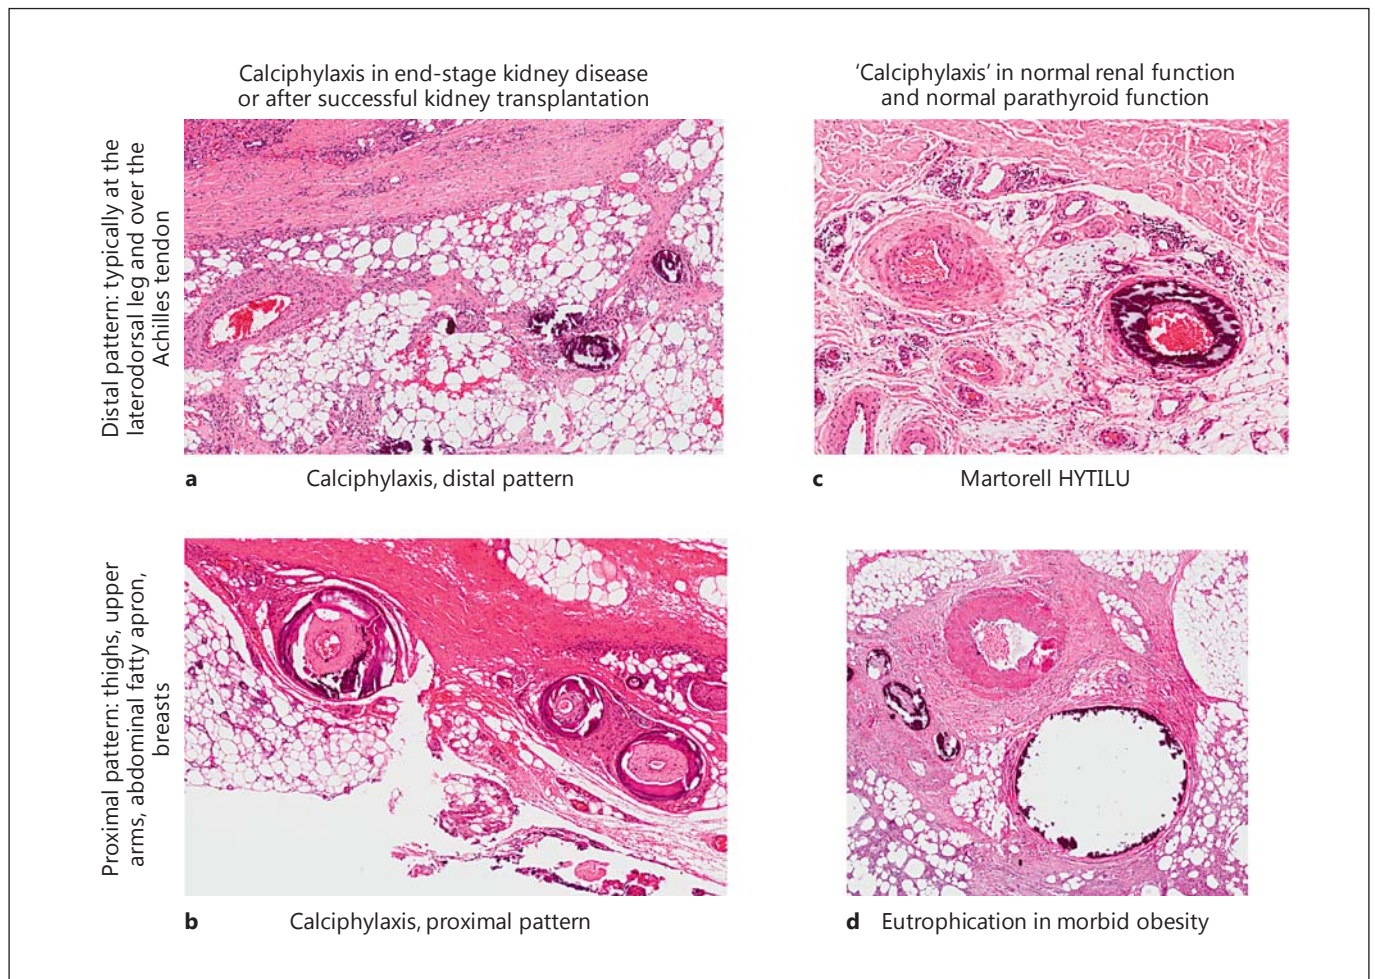 Calciphylaxis in end-stage kidney disease
or after successful kidney transplantation
'Calciphylaxis' in normal renal function
and normal parathyroid function
Distal pattern: typically at the
laterodorsal leg and over the
Achilles tendon
a Calciphylaxis, distal pattern
c Martorell HYTILU
Proximal pattern: thighs, upper
arms, abdominal fatty apron,
breasts
b Calciphylaxis, proximal pattern
d Eutrophication in morbid obesity